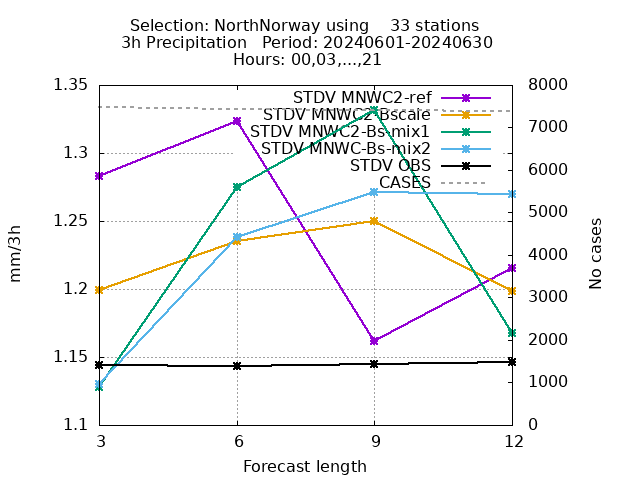 Selection: NorthNorway using    33 stations
3h Precipitation   Period: 20240601-20240630
Hours: 00,03,...,21
1.35
1.3
1.25
1.2
1.15
1.1
mm/3h
8000
7000
6000
5000
4000
3000
2000
1000
0
No cases
STDV MNWC2-ref
STDV MNWC2-Bscale
STDV MNWC2-Bs-mix1
STDV MNWC-Bs-mix2
STDV OBS
CASES
3
6
9
12
Forecast length